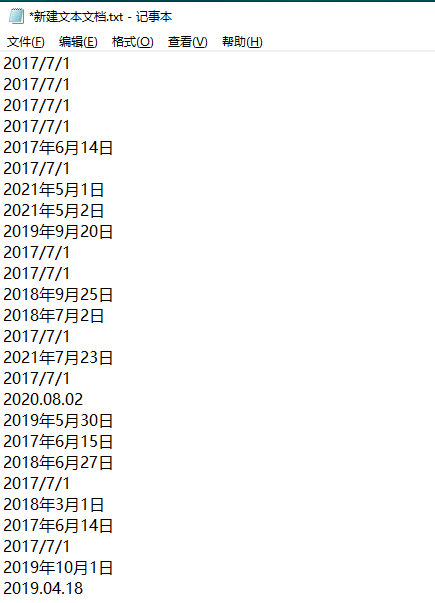 *新建文本文档.txt - 记事本
文件(F) 编辑(E) 格式(O) 查看(V) 帮助(H)
2017/7/1
2017/7/1
2017/7/1
2017/7/1
2017年6月14日
2017/7/1
2021年5月1日
2021年5月2日
2019年9月20日
2017/7/1
2017/7/1
2018年9月25日
2018年7月2日
2017/7/1
2021年7月23日
2017/7/1
2020.08.02
2019年5月30日
2017年6月15日
2018年6月27日
2017/7/1
2018年3月1日
2017年6月14日
2017/7/1
2019年10月1日
2019.04.18